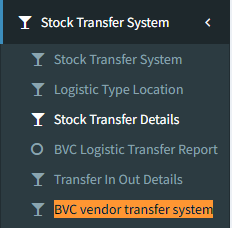 Stock Transfer System
Stock Transfer System
Logistic Type Location
Stock Transfer Details
BVC Logistic Transfer Report
Transfer In Out Details
BVC vendor transfer system